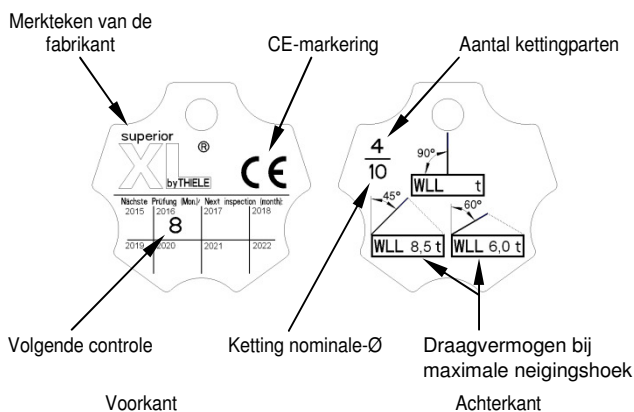 Merkteken van de
fabrikant
CE-markering
Aantal kettingparten
superior
XL ®
by THIELE
CE
Nächste Prüfung (Mon.)/ Next inspection (month):
2015 2016 2017 2018
8
2019 2020 2021 2022
4
10
90°
WLL t
45°
60°
WLL 8,5 t
WLL 6,0 t
Volgende controle
Ketting nominale-Ø
Draagvermogen bij
maximale neigingshoek
Voorkant
Achterkant